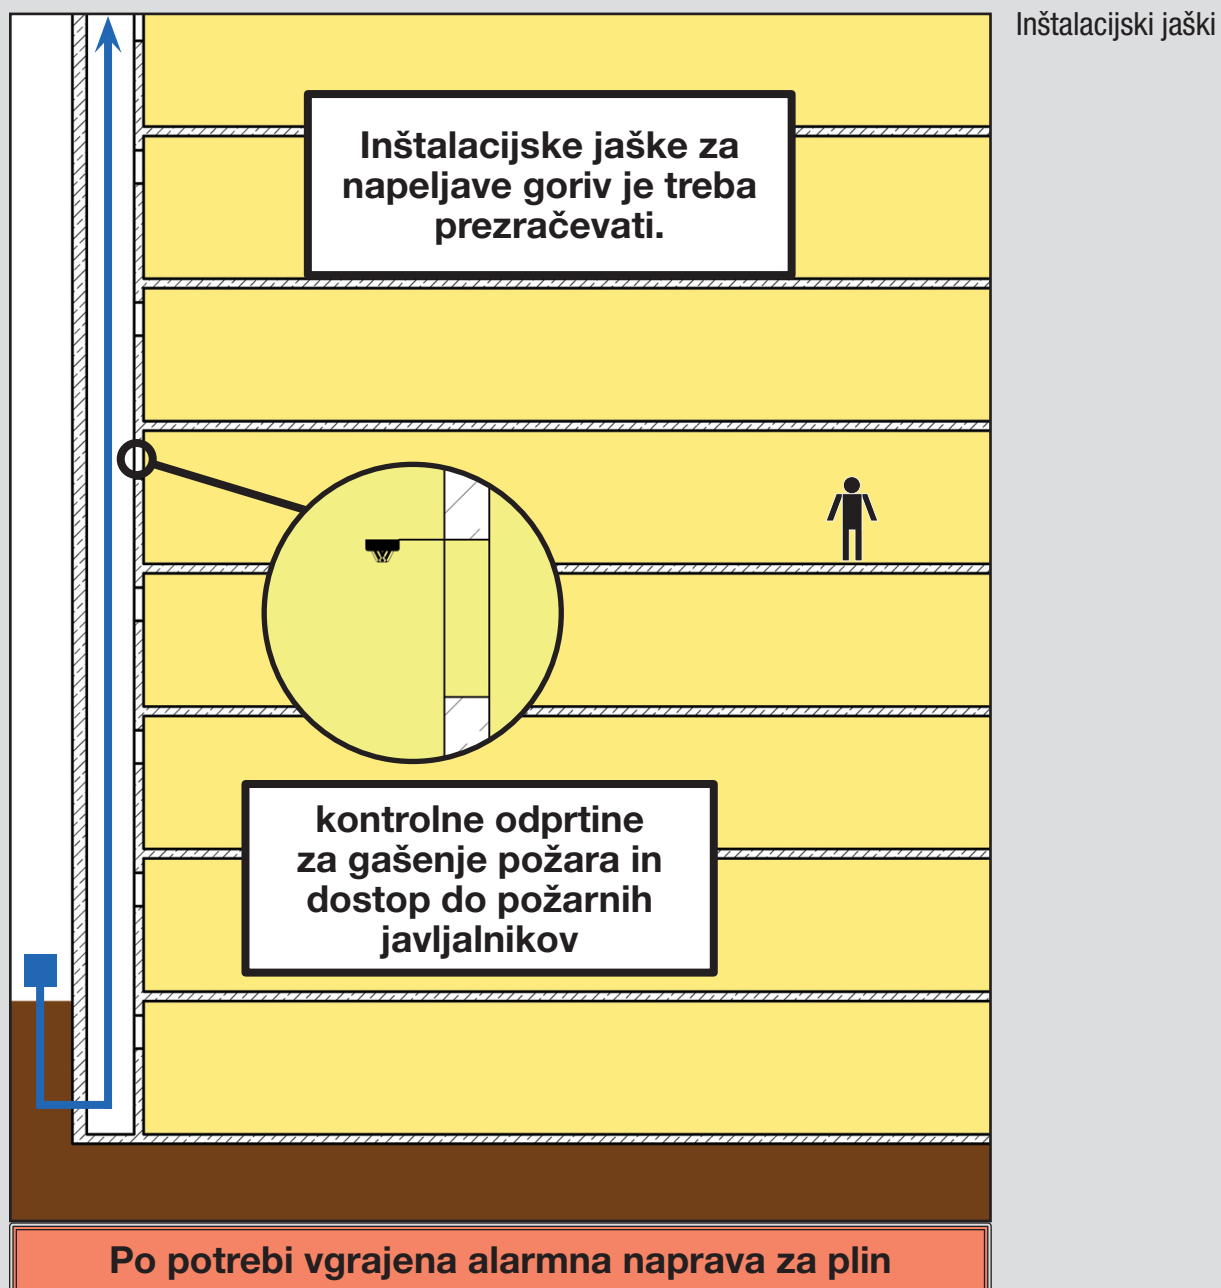 Inštalacijski jaški
Inštalacijske jaške za
napeljave goriv je treba
prezračevati.
kontrolne odprtine
za gašenje požara in
dostop do požarnih
javljalnikov
Po potrebi vgrajena alarmna naprava za plin